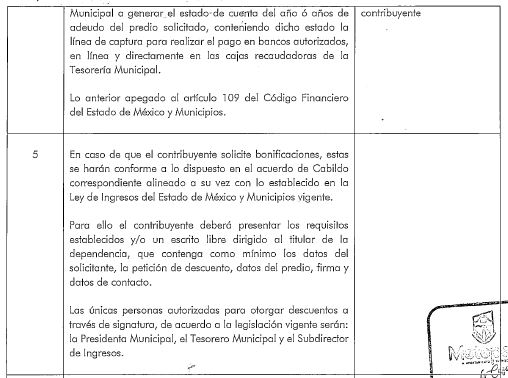 Municipal a generar el estado de cuenta del año ó años de
adeudo del predio solicitado, conteniendo dicho estado la
línea de captura para realizar el pago en bancos autorizados,
en línea y directamente en las cajas recaudadoras de la
Tesorería Municipal.
Lo anterior apegado al artículo 109 del Código Financiero
del Estado de México y Municipios.
contribuyente
5
En caso de que el contribuyente solicite bonificaciones, estas
se harán conforme a lo dispuesto en el acuerdo de Cabildo
correspondiente alineado a su vez con lo establecido en la
Ley de Ingresos del Estado de México y Municipios vigente.
Para ello el contribuyente deberá presentar los requisitos
establecidos y/o un escrito libre dirigido al titular de la
dependencia, que contenga como mínimo los datos del
solicitante, la petición de descuento, datos del predio, firma y
datos de contacto.
Las únicas personas autorizadas para otorgar descuentos a
través de signatura, de acuerdo a la legislación vigente serán:
la Presidenta Municipal, el Tesorero Municipal y el Subdirector
de Ingresos.